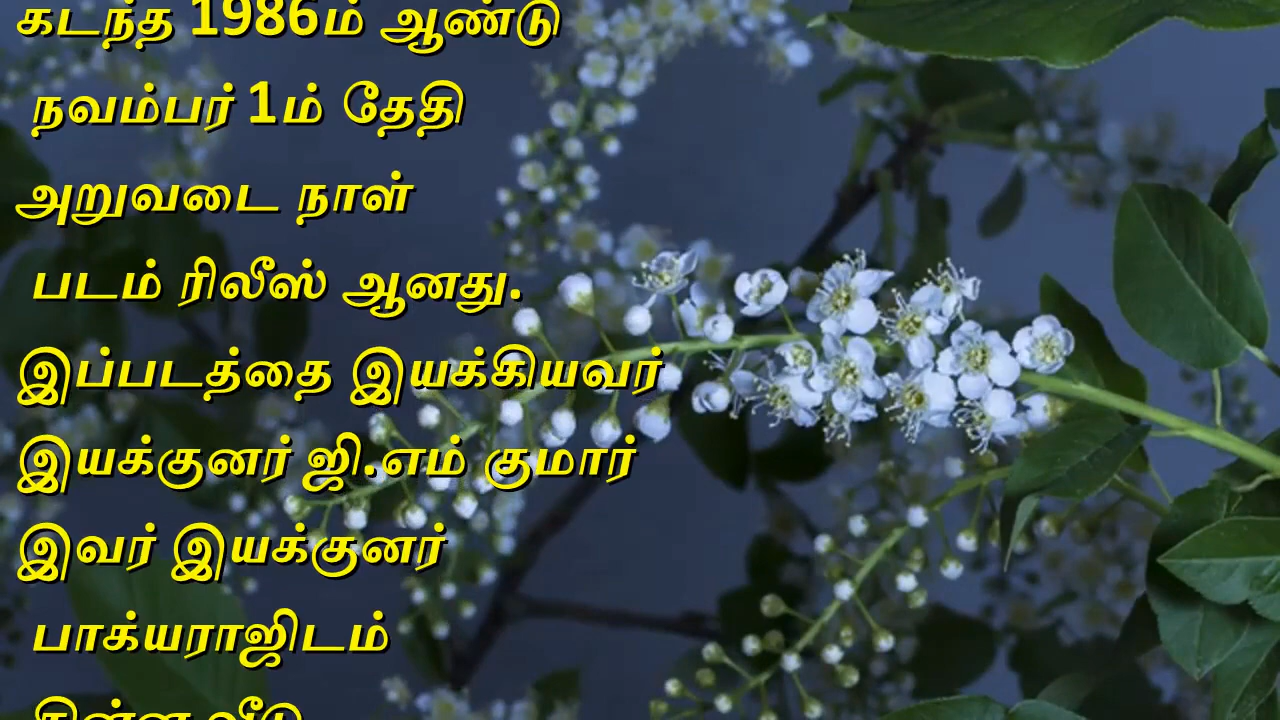 கடந்த 1986ம் ஆண்டு
நவம்பர் 1ம் தேதி
அறுவடை நாள்
படம் ரிலீஸ் ஆனது.
இப்படத்தை இயக்கியவர்
இயக்குனர் ஜி.எம் குமார்
இவர் இயக்குனர்
பாக்யராஜிடம்
சின்ன வீடு